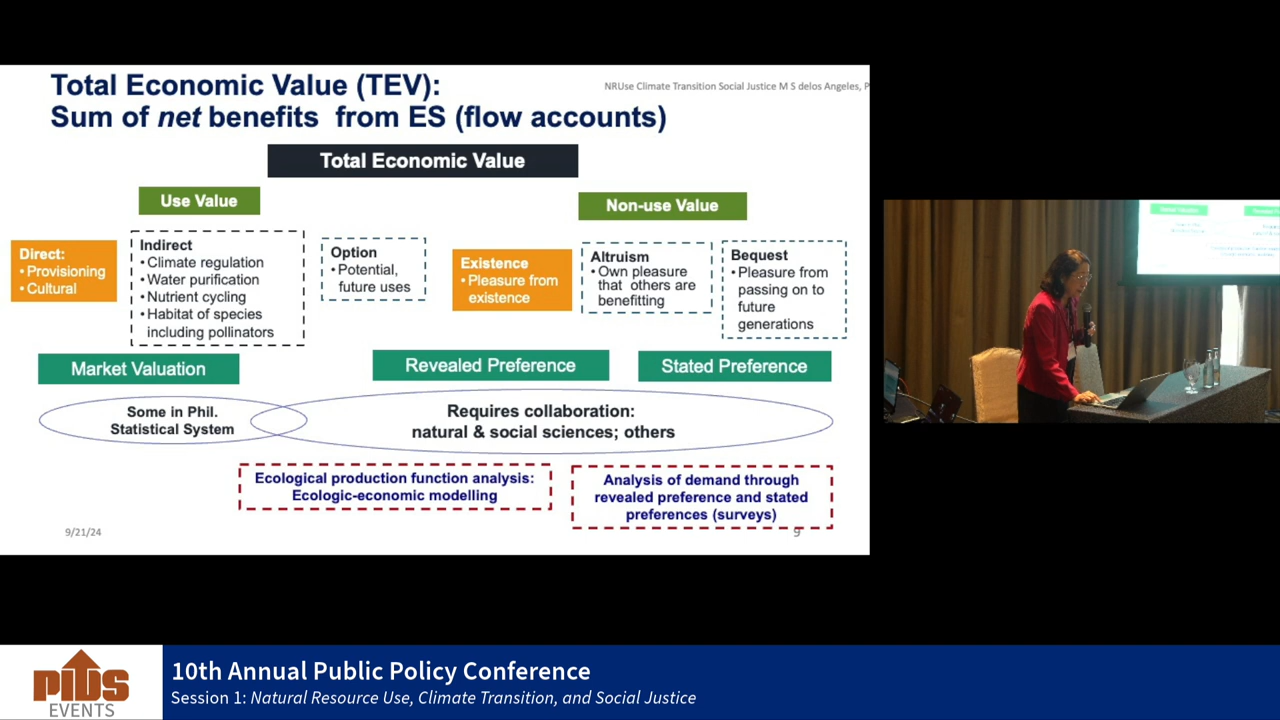 Total Economic Value (TEV):
Sum of net benefits from ES (flow accounts)
NRUse Climate Transition Social Justice M S delos Angeles, P
Total Economic Value
Use Value
Non-use Value
Direct:
• Provisioning
• Cultural
Indirect
• Climate regulation
• Water purification
• Nutrient cycling
• Habitat of species
including pollinators
Option
• Potential,
future uses
Existence
• Pleasure from
existence
Altruism
• Own pleasure
that others are
benefitting
Bequest
• Pleasure from
passing on to
future
generations
Market Valuation
Revealed Preference
Stated Preference
Some in Phil.
Statistical System
Requires collaboration:
natural & social sciences; others
Ecological production function analysis:
Ecologic-economic modelling
Analysis of demand through
revealed preference and stated
preferences (surveys)
9/21/24
9
PIDS
EVENTS
10th Annual Public Policy Conference
Session 1: Natural Resource Use, Climate Transition, and Social Justice